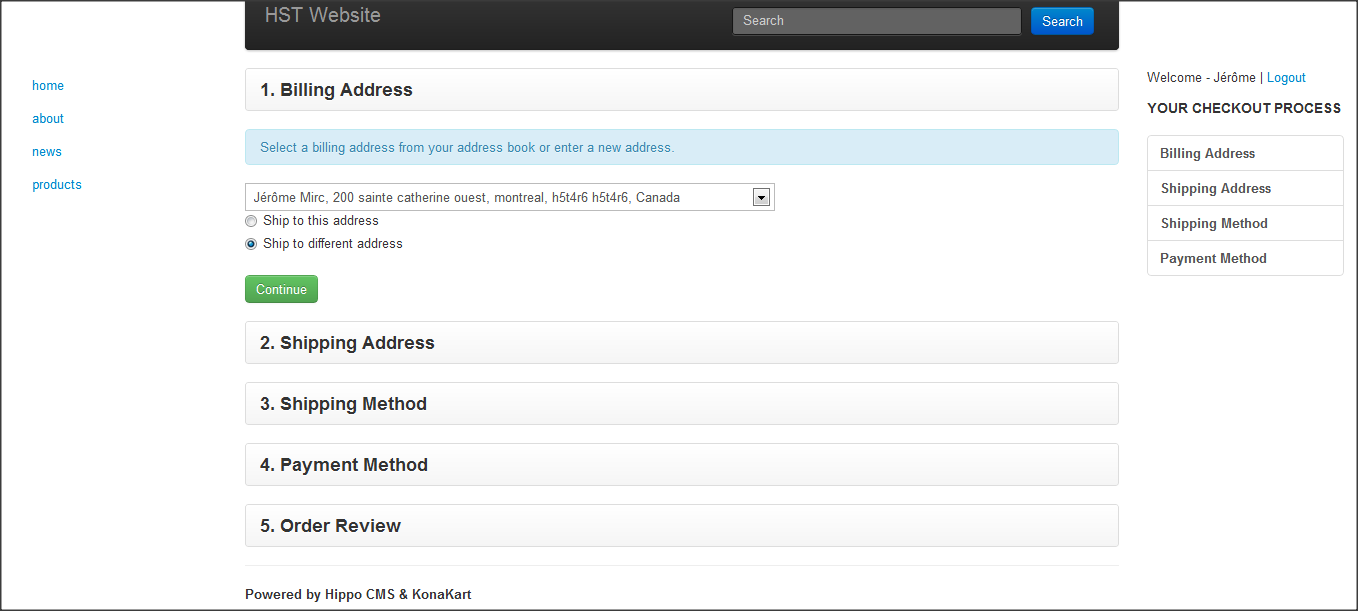 HST Website
Search
Search
home
about
news
products
1. Billing Address
Select a billing address from your address book or enter a new address.
Jérôme Mirc, 200 sainte catherine ouest, montreal, h5t4r6 h5t4r6, Canada
Ship to this address
Ship to different address
Continue
2. Shipping Address
3. Shipping Method
4. Payment Method
5. Order Review
Powered by Hippo CMS & KonaKart
Welcome - Jérôme | Logout
YOUR CHECKOUT PROCESS
Billing Address
Shipping Address
Shipping Method
Payment Method